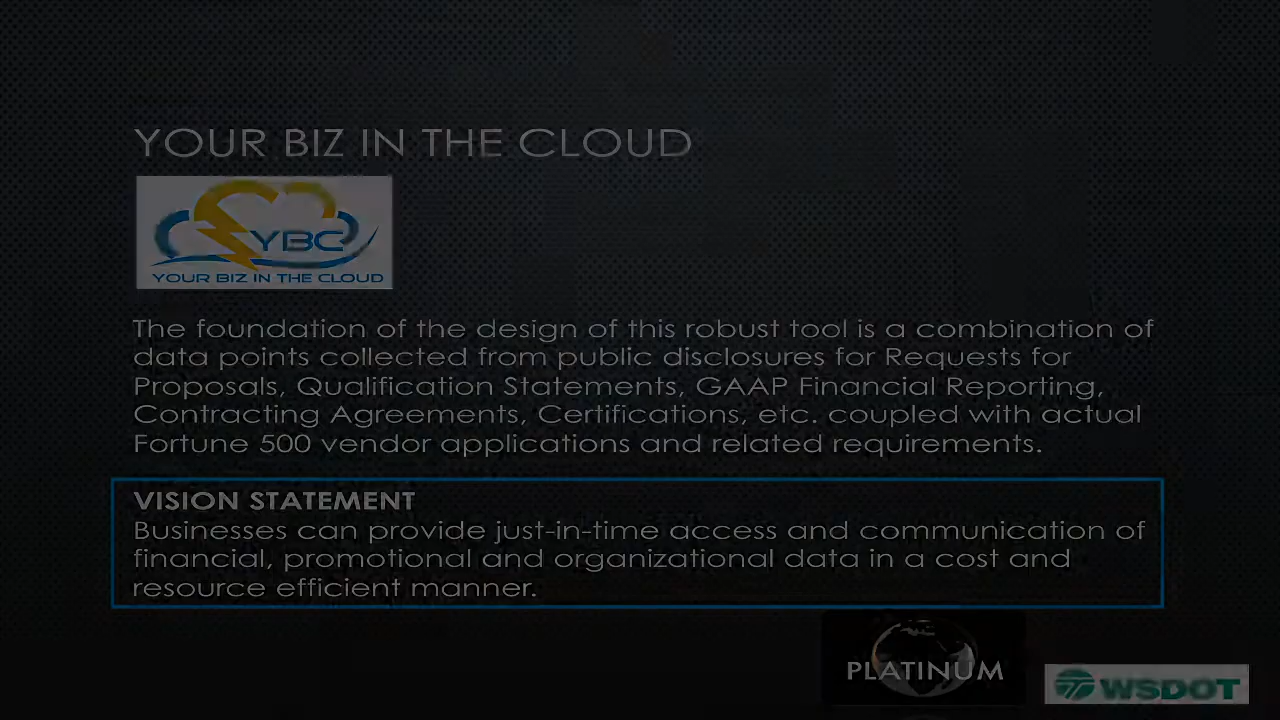 YOUR BIZ IN THE CLOUD
YBC
YOUR BIZ IN THE CLOUD
The foundation of the design of this robust tool is a combination of
data points collected from public disclosures for Requests for
Proposals, Qualification Statements, GAAP Financial Reporting,
Contracting Agreements, Certifications, etc. coupled with actual
Fortune 500 vendor applications and related requirements.
VISION STATEMENT
Businesses can provide just-in-time access and communication of
financial, promotional and organizational data in a cost and
resource efficient manner.
PLATINUM
WSDOT